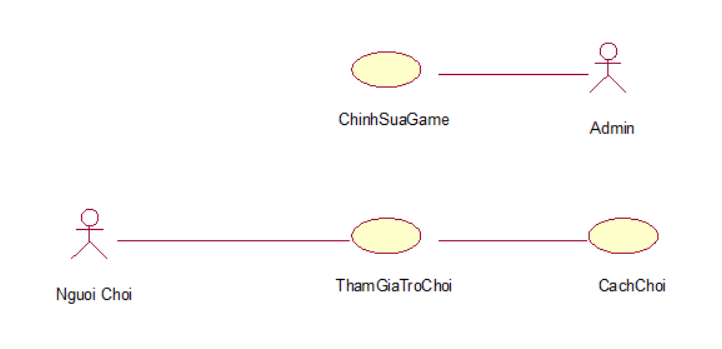 ChinhSuaGame
Admin
Nguoi Choi
ThamGiaTroChoi
CachChoi